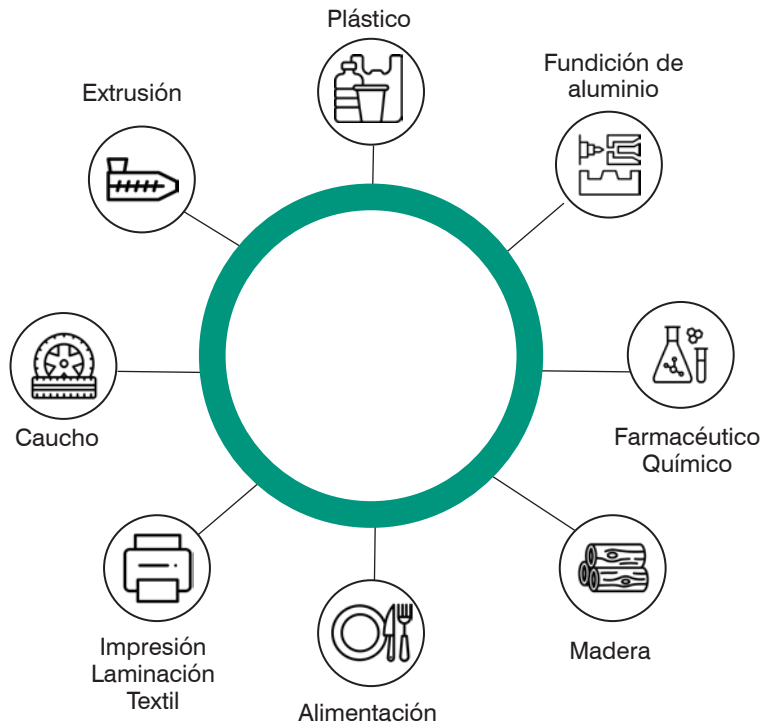 Plástico
Fundición de
aluminio
Extrusión
Caucho
Farmacéutico
Químico
Impresión
Laminación
Textil
Madera
Alimentación